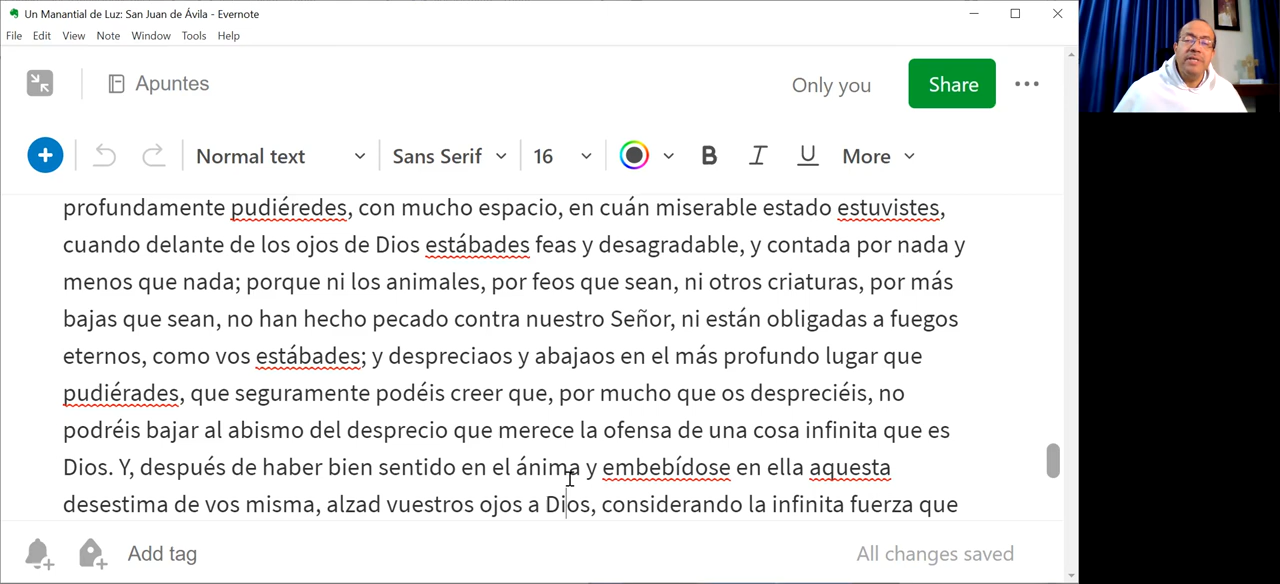 Un Manantial de Luz: San Juan de Ávila - Evernote
File Edit View Note Window Tools Help
Apuntes
Only you
Share
Normal text
Sans Serif
16
B I U More
profundamente pudiéredes, con mucho espacio, en cuán miserable estado estuvistes,
cuando delante de los ojos de Dios estábades feas y desagradable, y contada por nada y
menos que nada; porque ni los animales, por feos que sean, ni otros criaturas, por más
bajas que sean, no han hecho pecado contra nuestro Señor, ni están obligadas a fuegos
eternos, como vos estábades; y despreciaos y abajaos en el más profundo lugar que
pudiérades, que seguramente podéis creer que, por mucho que os despreciéis, no
podréis bajar al abismo del desprecio que merece la ofensa de una cosa infinita que es
Dios. Y, después de haber bien sentido en el ánima y embebídose en ella aquesta
desestima de vos misma, alzad vuestros ojos a Dios, considerando la infinita fuerza que
Add tag
All changes saved